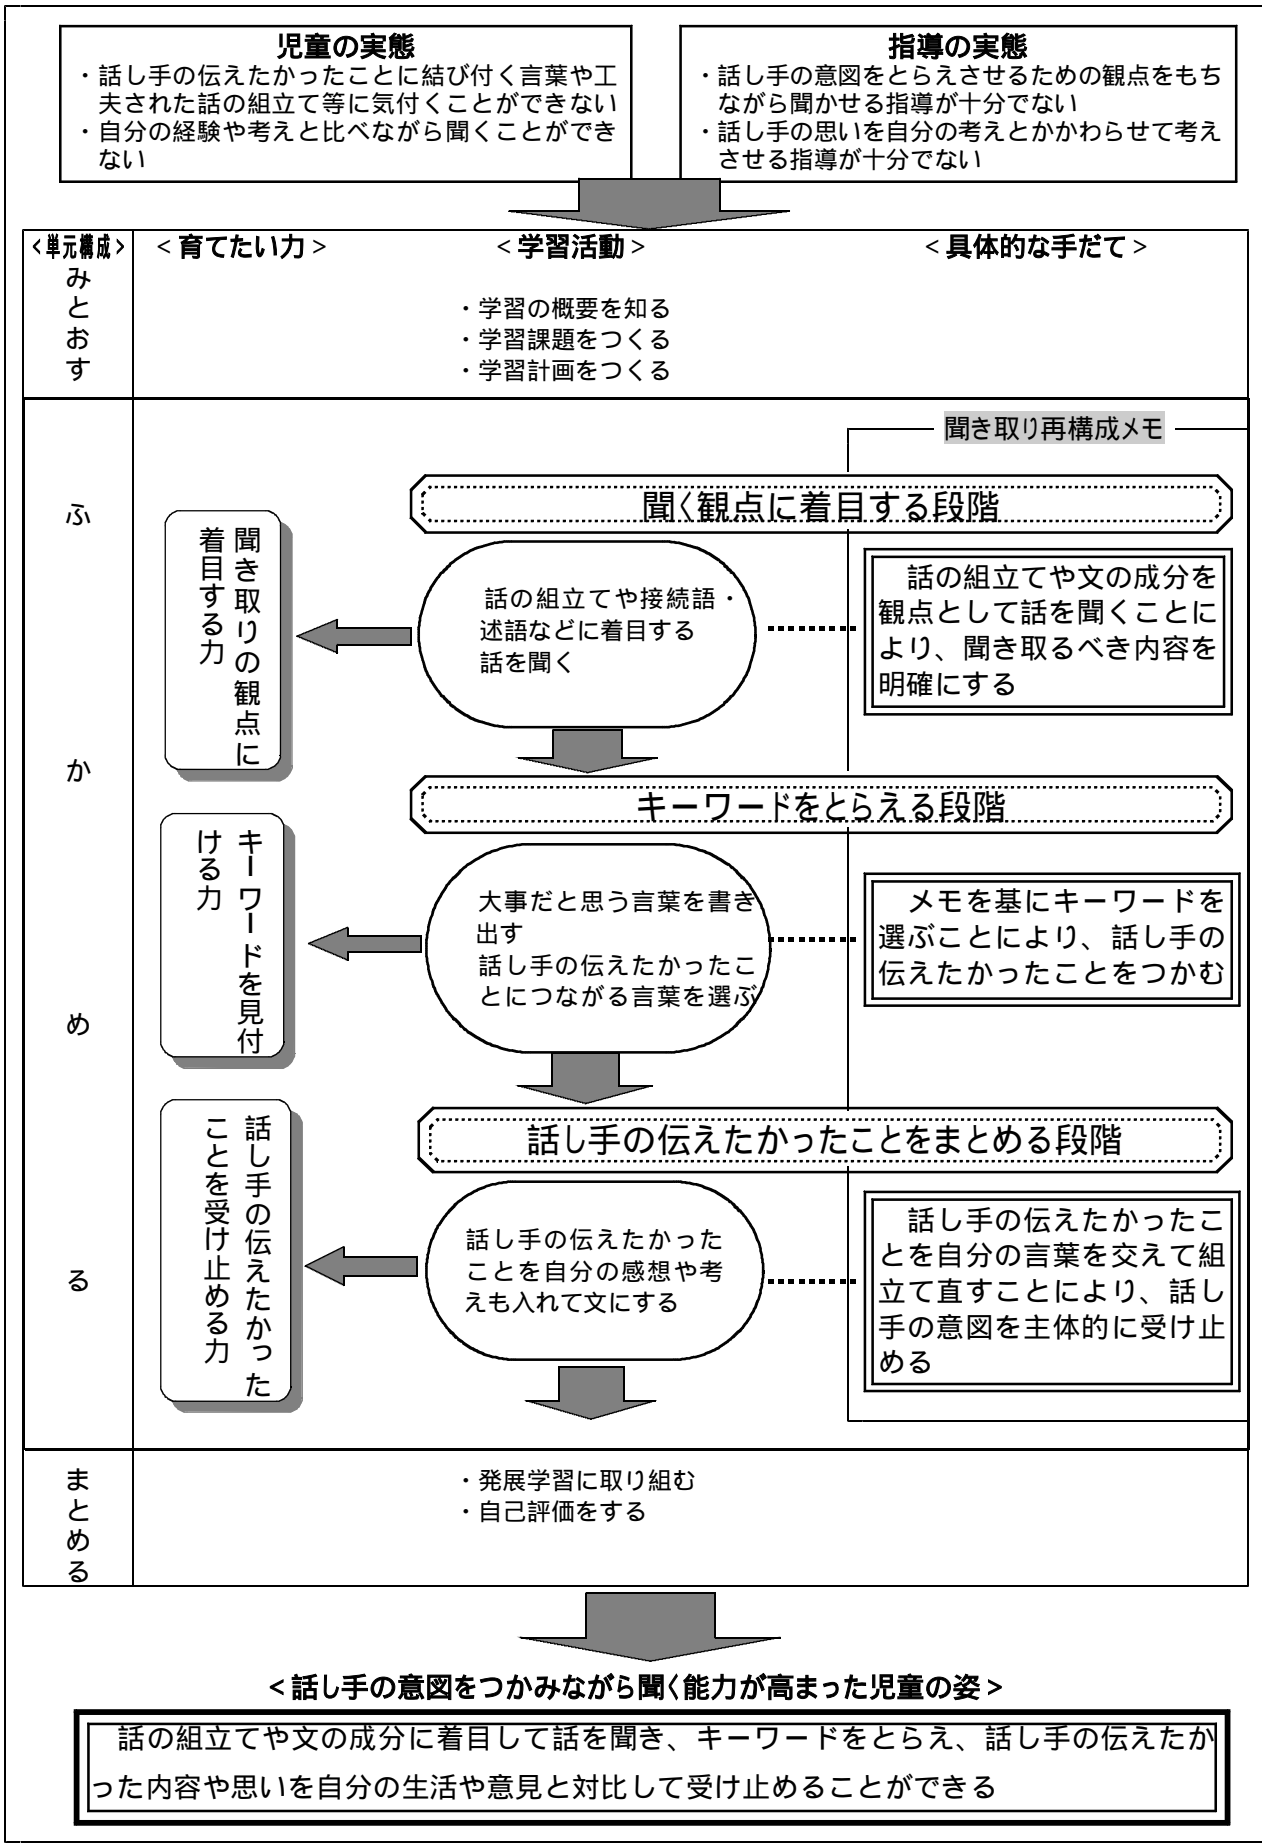 児童の実態
・話し手の伝えたかったことに結び付く言葉や工
夫された話の組立て等に気付くことができない
・自分の経験や考えと比べながら聞くことができ
ない
指導の実態
・話し手の意図をとらえさせるための観点をもち
ながら聞かせる指導が十分でない
・話し手の思いを自分の考えとかかわらせて考え
させる指導が十分でない
<単元構成>
<育てたい力>
<学習活動>
<具体的な手だて>
みとおす
・学習の概要を知る
・学習課題をつくる
・学習計画をつくる
ふかめる
聞き取り再構成メモ
聞く観点に着目する段階
聞き取りの観点に
着目する力
話の組立てや接続語・
述語などに着目する
話を聞く
話の組立てや文の成分を
観点として話を聞くことに
より、聞き取るべき内容を
明確にする
キーワードをとらえる段階
キーワードを見付
ける力
大事だと思う言葉を書き
出す
話し手の伝えたかったこ
とにつながる言葉を選ぶ
メモを基にキーワードを
選ぶことにより、話し手の
伝えたかったことをつかむ
話し手の伝えたかったことをまとめる段階
話し手の伝えたかった
ことを受け止める力
話し手の伝えたかった
ことを自分の感想や考
えも入れて文にする
話し手の伝えたかったこ
とを自分の言葉を交えて組
立て直すことにより、話し
手の意図を主体的に受け止
める
まとめる
・発展学習に取り組む
・自己評価をする
<話し手の意図をつかみながら聞く能力が高まった児童の姿>
話の組立てや文の成分に着目して話を聞き、キーワードをとらえ、話し手の伝えたか
った内容や思いを自分の生活や意見と対比して受け止めることができる